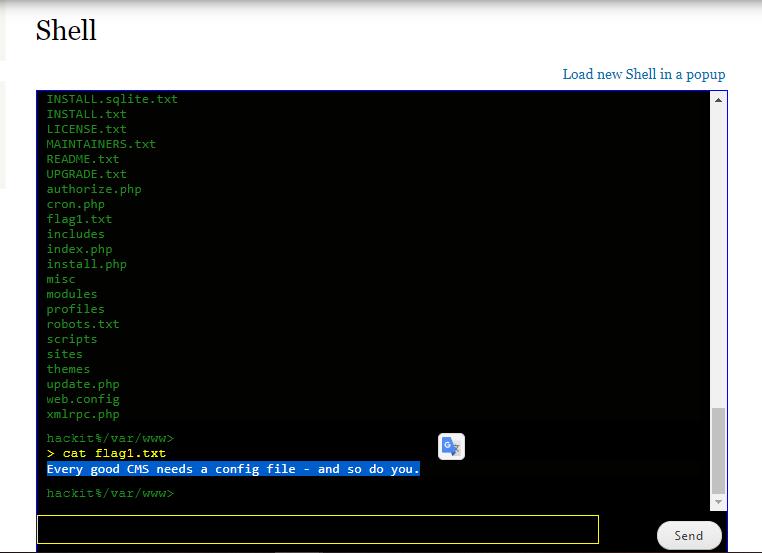 Shell
Load new Shell in a popup
INSTALL.sqlite.txt
INSTALL.txt
LICENSE.txt
MAINTAINERS.txt
README.txt
UPGRADE.txt
authorize.php
cron.php
flag1.txt
includes
index.php
install.php
misc
modules
profiles
robots.txt
scripts
sites
themes
update.php
web.config
xmlrpc.php
hackit%/var/www>
> cat flag1.txt
Every good CMS needs a config file - and so do you.
hackit%/var/www>
Send